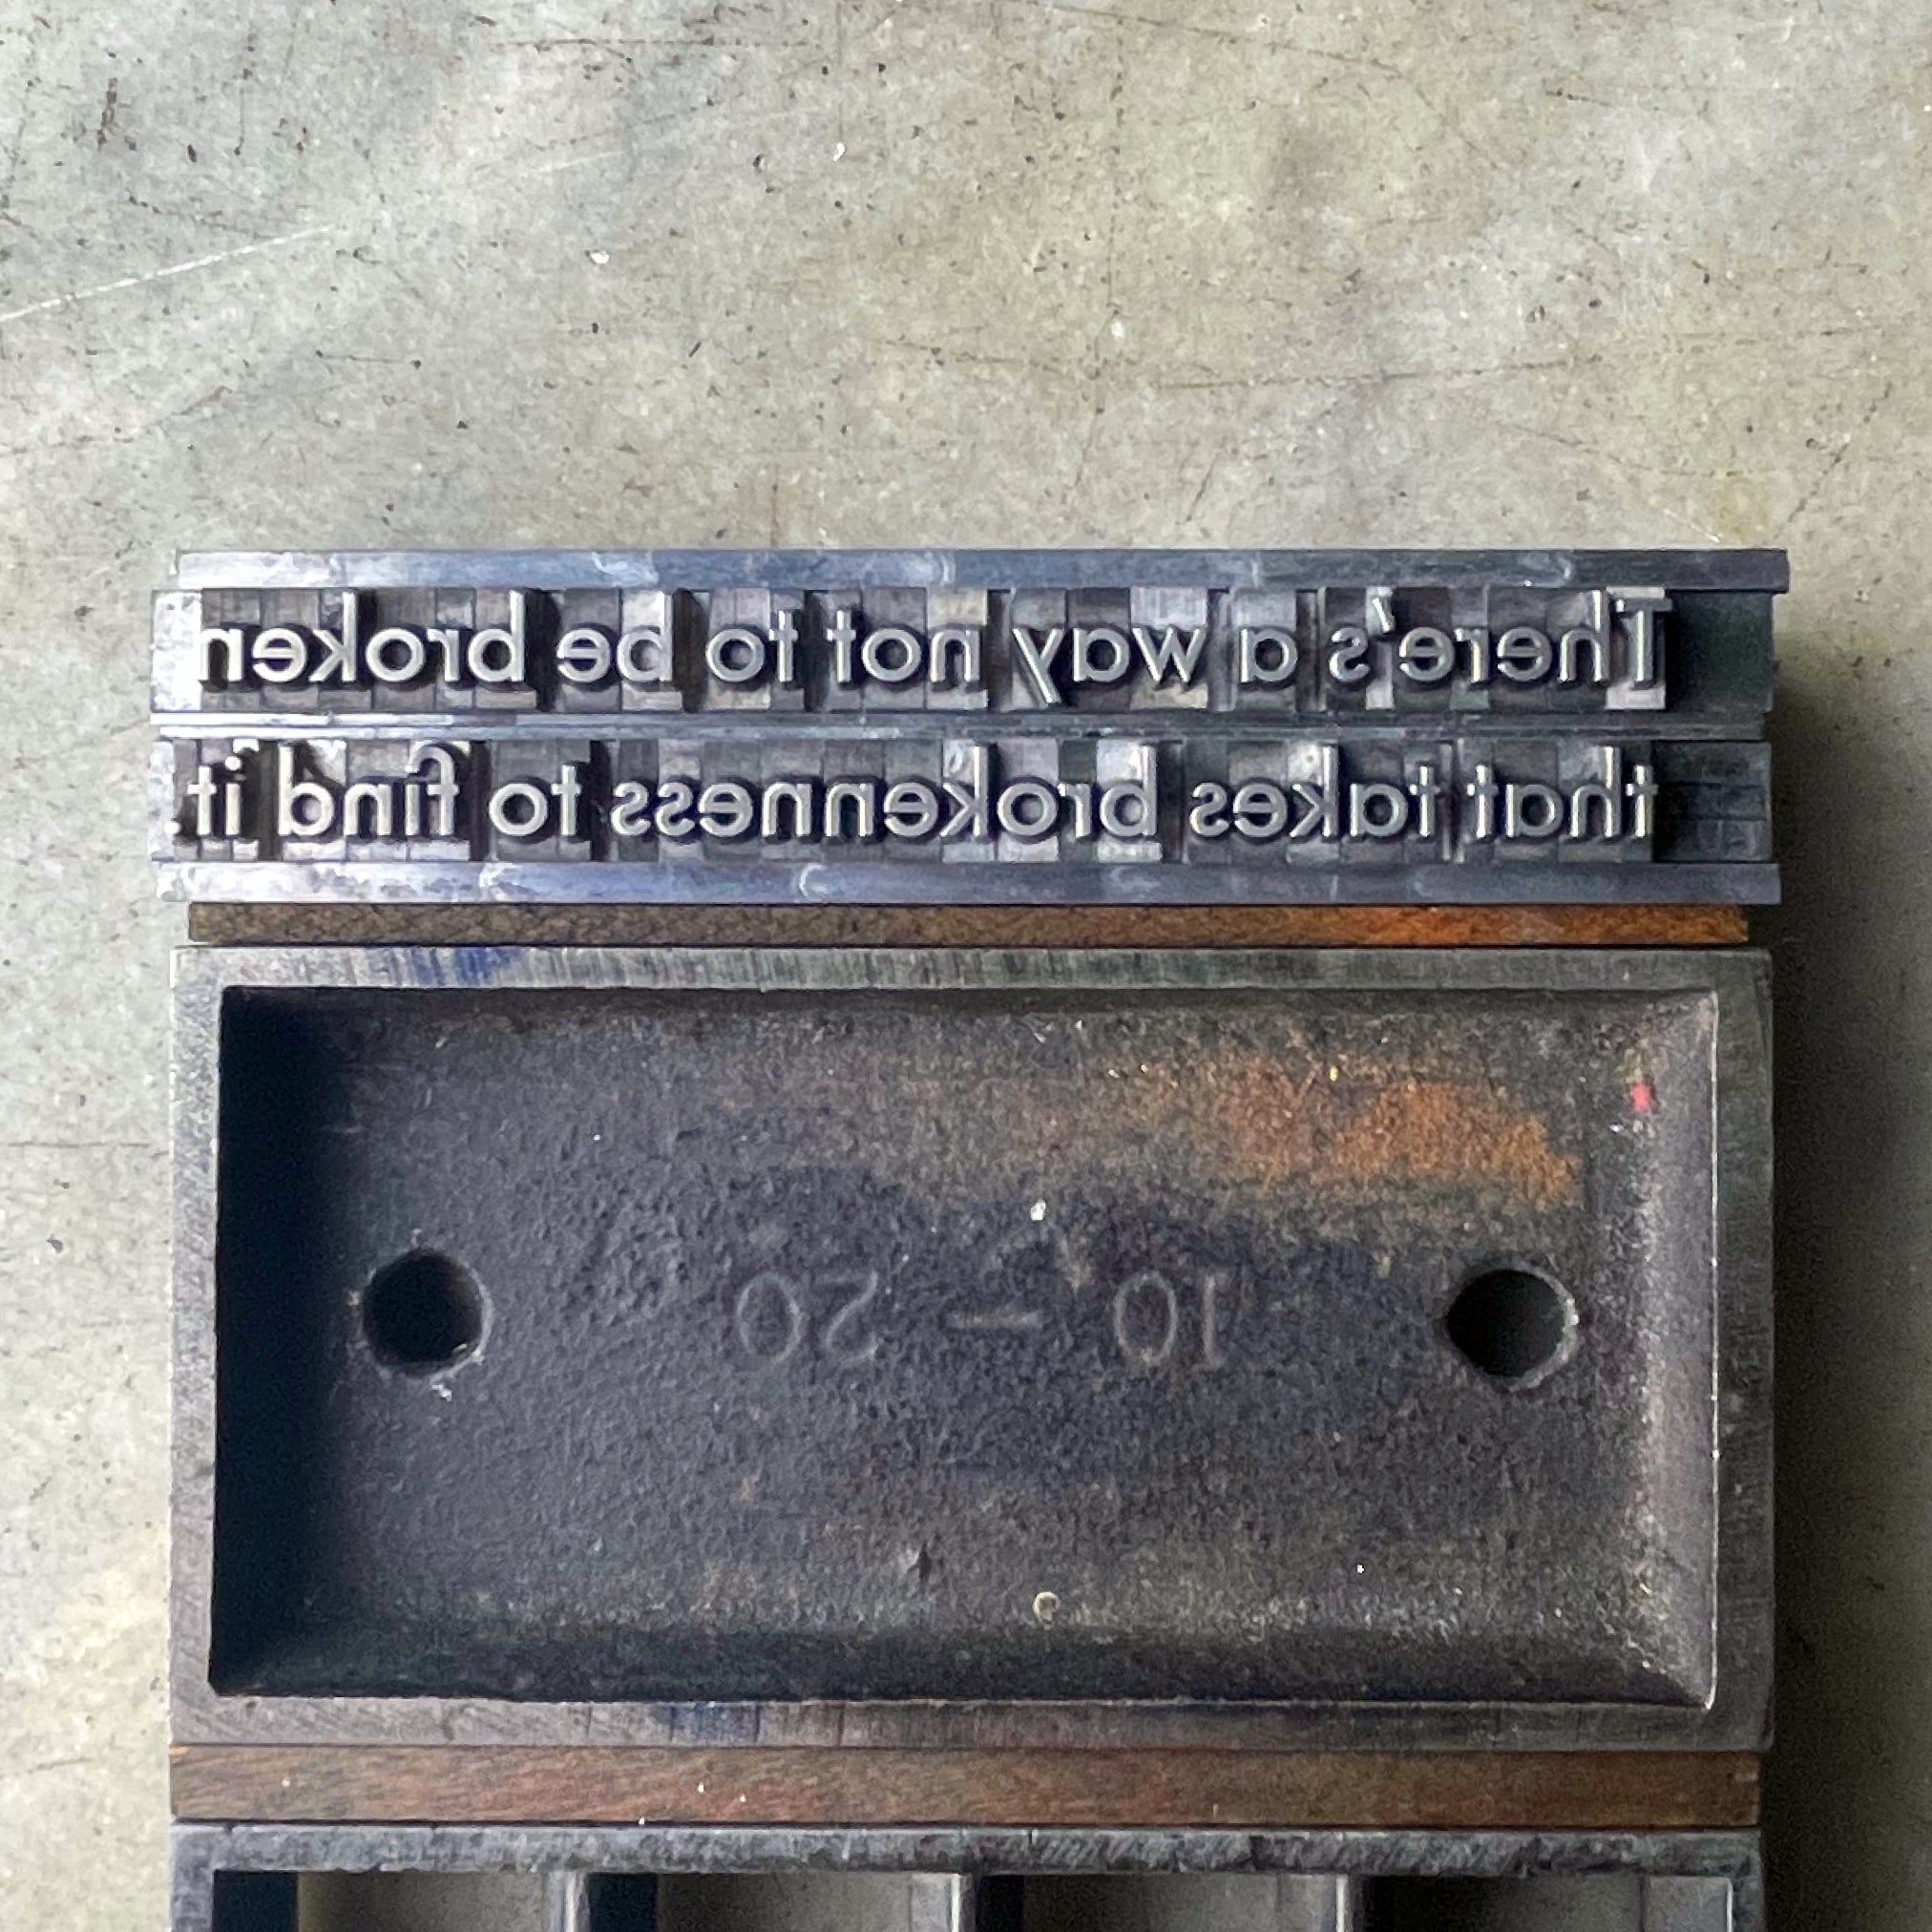 There's a way not to be broken
that takes brokenness to find it.
10 — 20